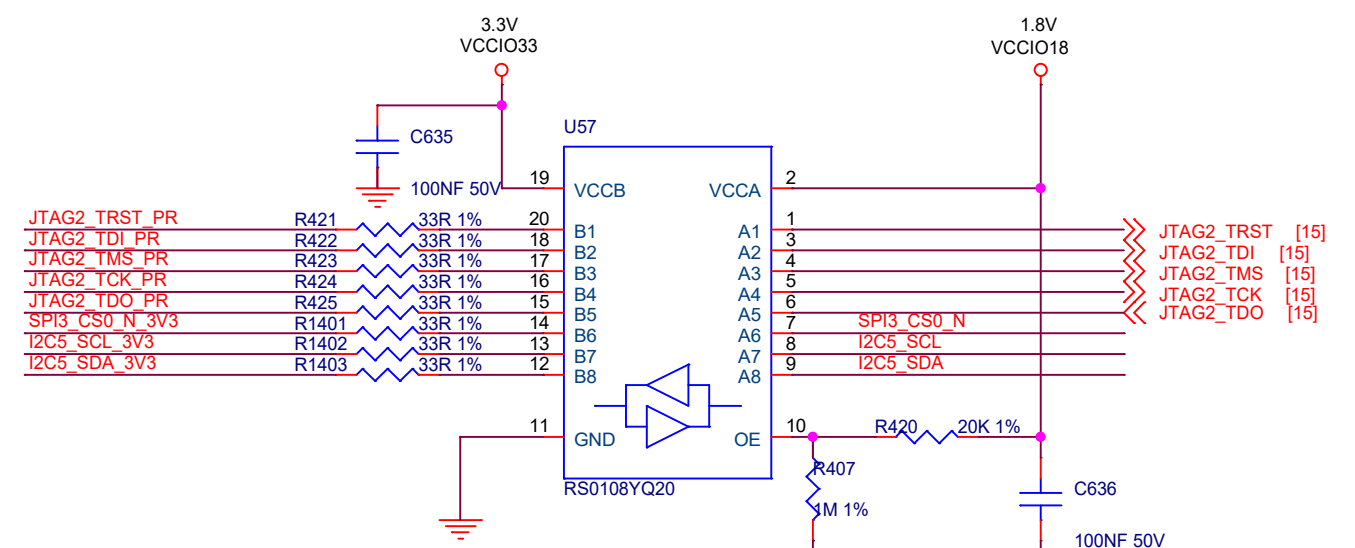 3.3V
VCCIO33
1.8V
VCCIO18
C635
100NF 50V
U57
19 VCCB VCCA 2
JTAG2_TRST_PR R421 33R 1% 20 B1 A1 1 JTAG2_TRST [15]
JTAG2_TDI_PR R422 33R 1% 18 B2 A2 3 JTAG2_TDI [15]
JTAG2_TMS_PR R423 33R 1% 17 B3 A3 4 JTAG2_TMS [15]
JTAG2_TCK_PR R424 33R 1% 16 B4 A4 5 JTAG2_TCK [15]
JTAG2_TDO_PR R425 33R 1% 15 B5 A5 6 JTAG2_TDO [15]
SPI3_CS0_N_3V3 R1401 33R 1% 14 B6 A6 7 SPI3_CS0_N
I2C5_SCL_3V3 R1402 33R 1% 13 B7 A7 8 I2C5_SCL
I2C5_SDA_3V3 R1403 33R 1% 12 B8 A8 9 I2C5_SDA
11 GND OE 10 R420 20K 1%
R407
1M 1%
RS0108YQ20
C636
100NF 50V